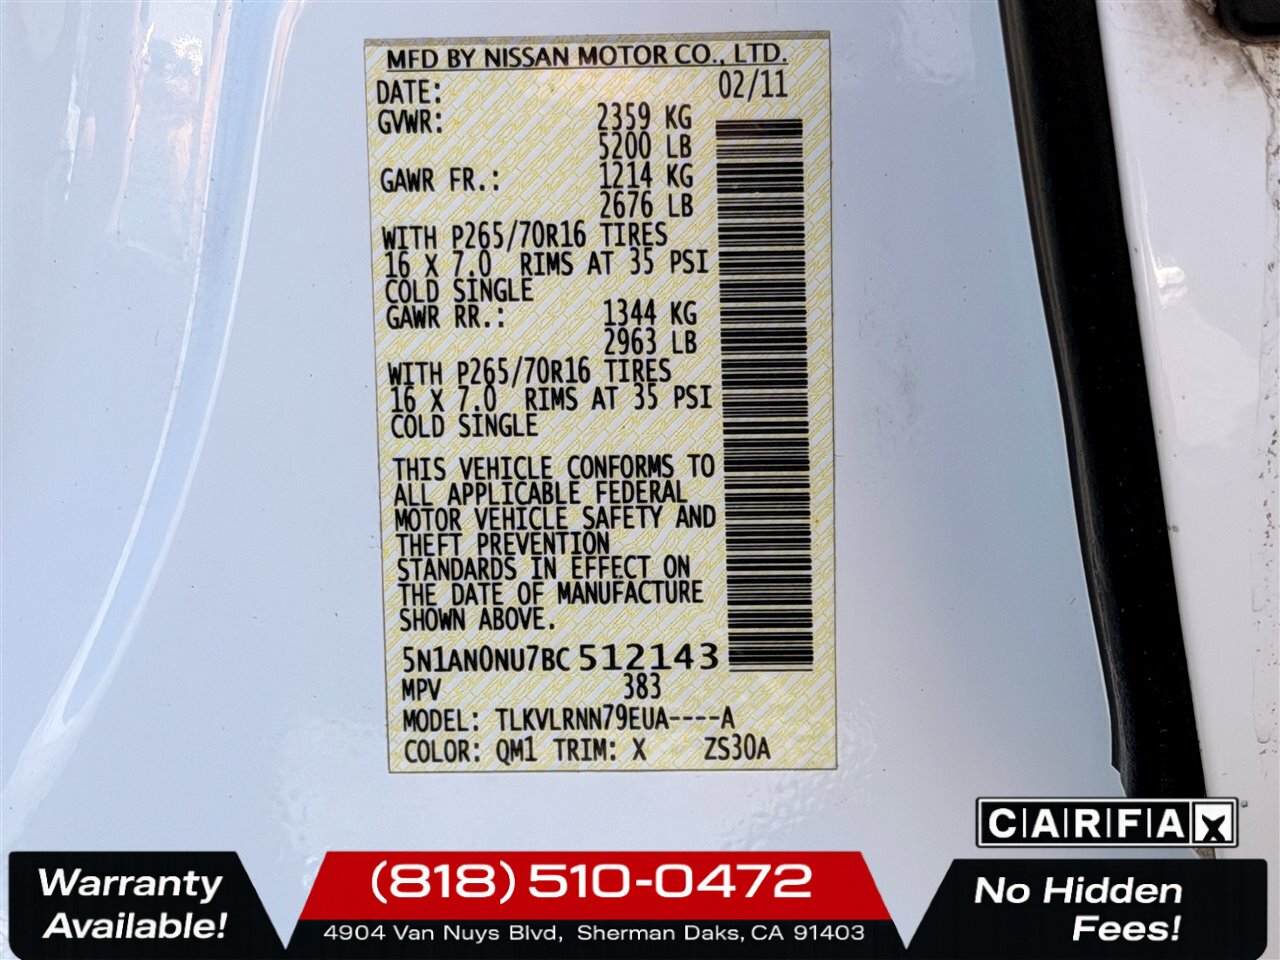 MFD BY NISSAN MOTOR CO., LTD.
DATE: 02/11
GVWR: 2359 KG
5200 LB
GAWR FR.: 1214 KG
2676 LB
WITH P265/70R16 TIRES
16 X 7.0 RIMS AT 35 PSI
COLD SINGLE
GAWR RR.: 1344 KG
2963 LB
WITH P265/70R16 TIRES
16 X 7.0 RIMS AT 35 PSI
COLD SINGLE
THIS VEHICLE CONFORMS TO
ALL APPLICABLE FEDERAL
MOTOR VEHICLE SAFETY AND
THEFT PREVENTION
STANDARDS IN EFFECT ON
THE DATE OF MANUFACTURE
SHOWN ABOVE.
5N1AN0NU7BC 512143
MPV 383
MODEL: TLKVLRNN79EUA----A
COLOR: QM1 TRIM: X ZS30A
CARFAX
Warranty
Available!
(818) 510-0472
4904 Van Nuys Blvd, Sherman Daks, CA 91403
No Hidden
Fees!